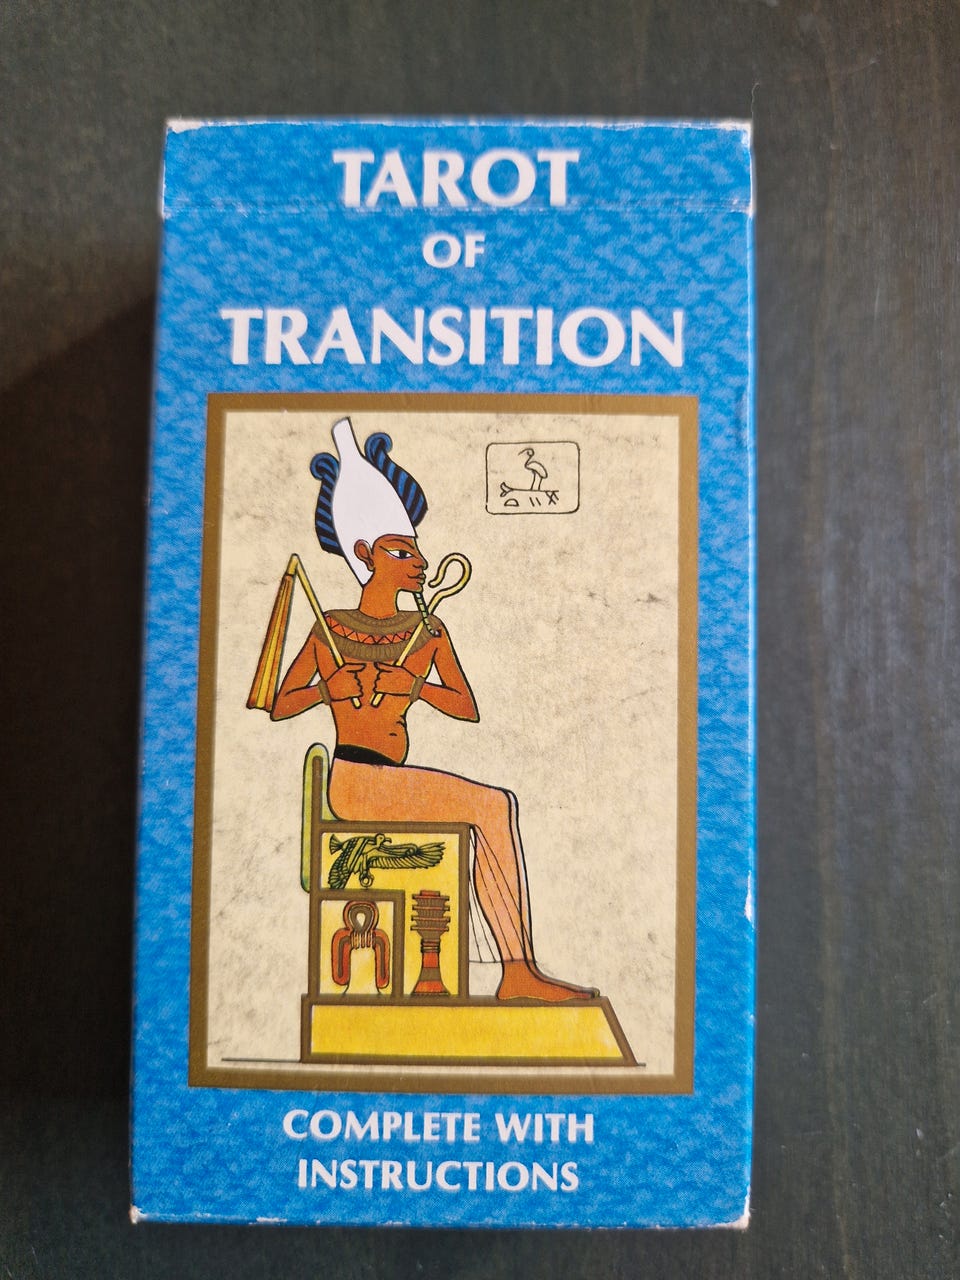 TAROT
OF
TRANSITION
COMPLETE WITH
INSTRUCTIONS